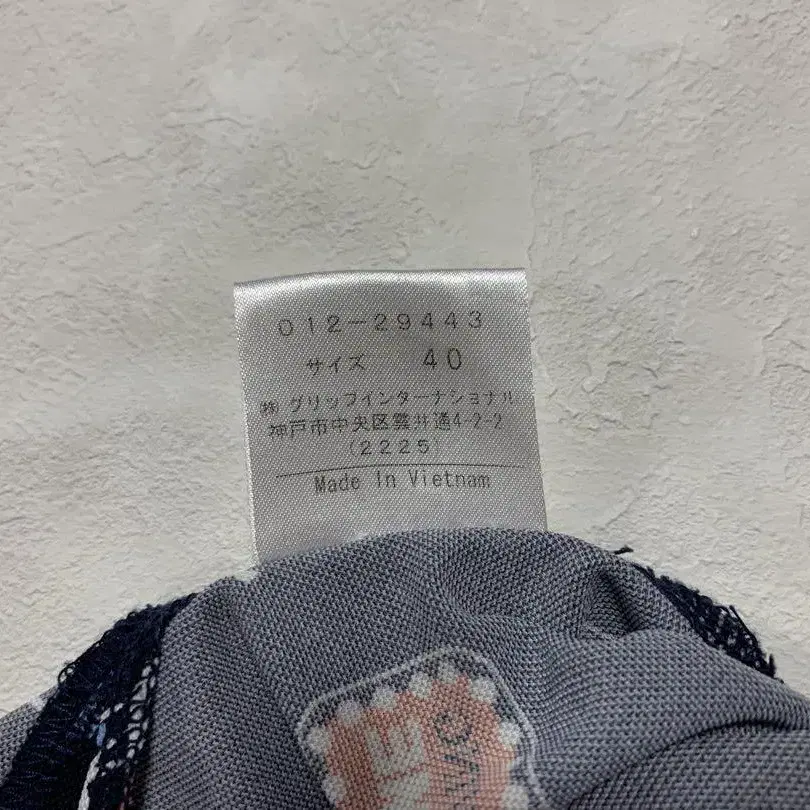 012-29443
サイズ 40
㈱ グリップインターナショナル
神戸市中央区雲井通4-2-2
(2225)
Made In Vietnam